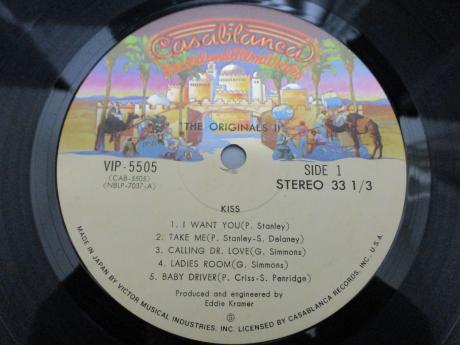 Casablanca
Record and FilmWorks
THE ORIGINALS II
VIP-5505
(CAB-5505)
(NBLP-7037-A)
SIDE 1
STEREO 33 1/3
KISS
1. I WANT YOU(P. Stanley)
2. TAKE ME(P. Stanley-S. Delaney)
3. CALLING DR. LOVE(G. Simmons)
4. LADIES ROOM(G. Simmons)
5. BABY DRIVER(P. Criss-S. Penridge)
Produced and engineered by
Eddie Kramer
MADE IN JAPAN BY VICTOR MUSICAL INDUSTRIES, INC. LICENSED BY CASABLANCA RECORDS, INC., U.S.A.